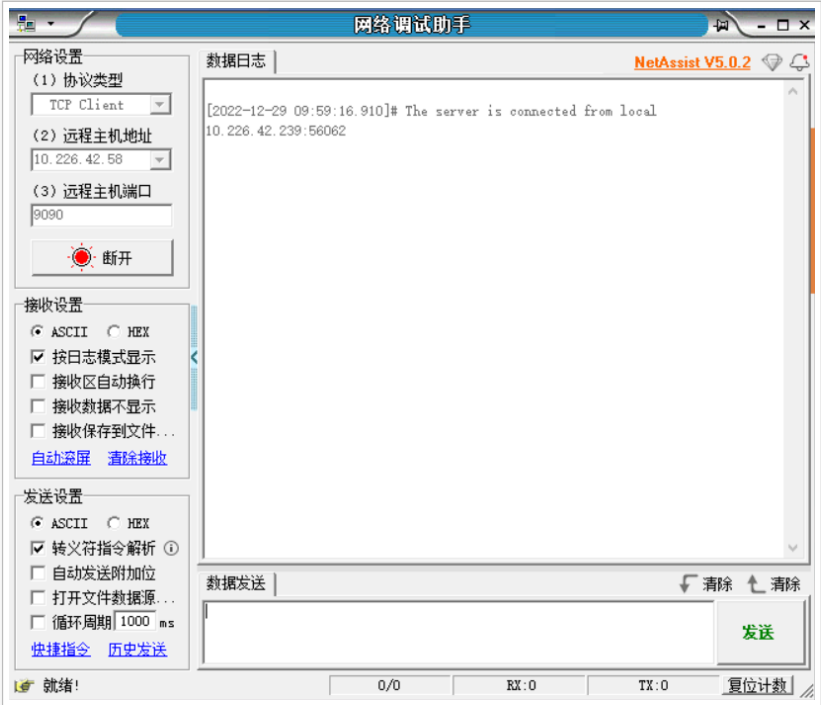 网络调试助手
网络设置
(1) 协议类型
TCP Client
(2) 远程主机地址
10.226.42.58
(3) 远程主机端口
9090
断开
接收设置
ASCII HEX
按日志模式显示
接收区自动换行
接收数据不显示
接收保存到文件...
自动滚屏 清除接收
发送设置
ASCII HEX
转义符指令解析
自动发送附加位
打开文件数据源...
循环周期 1000 ms
快捷指令 历史发送
数据日志
NetAssist V5.0.2
[2022-12-29 09:59:16.910]# The server is connected from local
10.226.42.239:56062
数据发送
清除 清除
发送
就绪! 0/0 RX:0 TX:0 复位计数